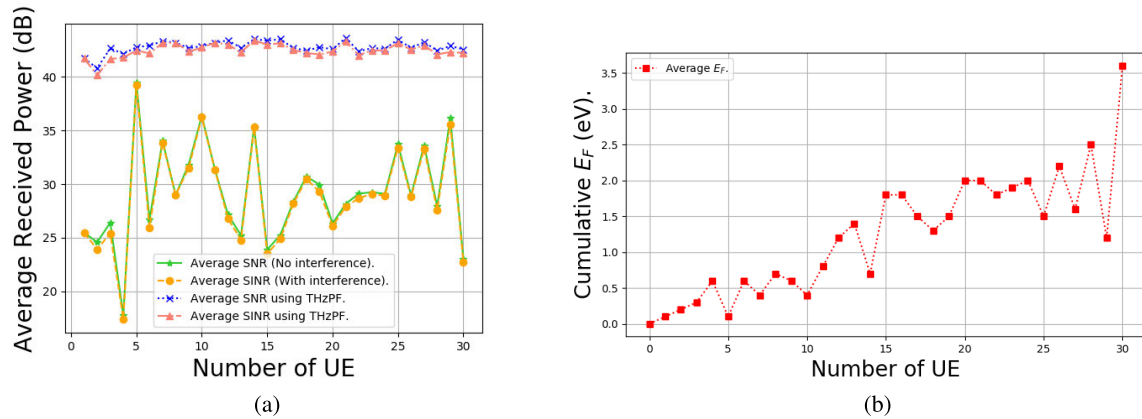 Average Received Power (dB)
40
35
30
25
20
Average SNR (No interference).
Average SINR (With interference).
Average SNR using THzPF.
Average SINR using THzPF.
0 5 10 15 20 25 30
Number of UE
(a)
Cumulative E_F (eV).
3.5
3.0
2.5
2.0
1.5
1.0
0.5
0.0
Average E_F.
0 5 10 15 20 25 30
Number of UE
(b)